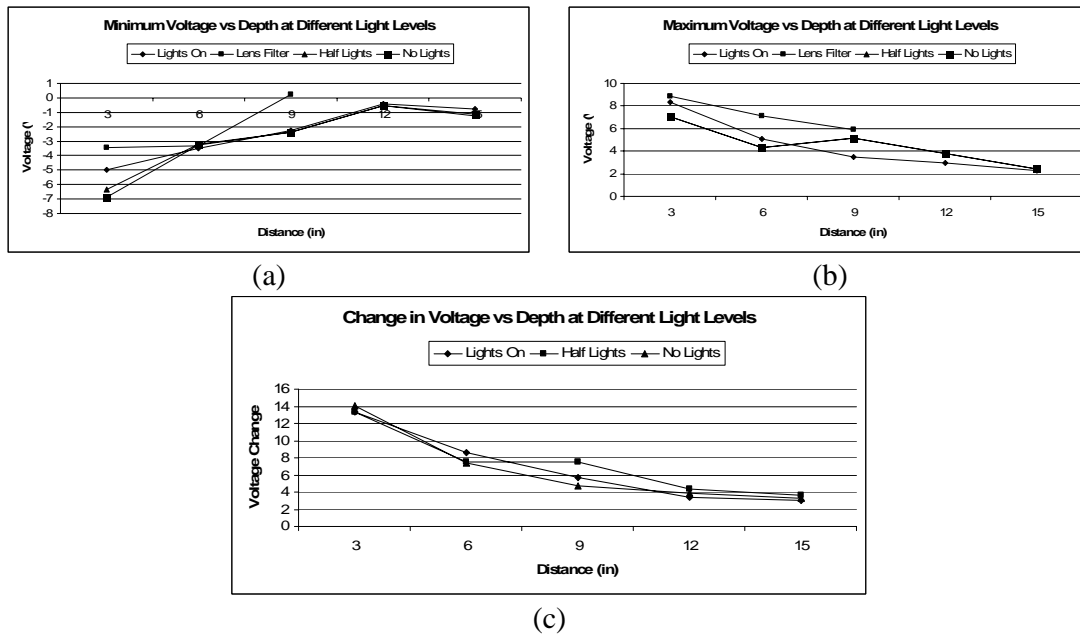 Minimum Voltage vs Depth at Different Light Levels
Lights On Lens Filter Half Lights No Lights
1
0
-1
-2
-3
-4
-5
-6
-7
-8
3 6 9 12
Voltage ('
Distance (in)
(a)
Maximum Voltage vs Depth at Different Light Levels
Lights On Lens Filter Half Lights No Lights
10
8
6
4
2
0
3 6 9 12 15
Voltage ('
Distance (in)
(b)
Change in Voltage vs Depth at Different Light Levels
Lights On Half Lights No Lights
16
14
12
10
8
6
4
2
0
3 6 9 12 15
Voltage Change
Distance (in)
(c)